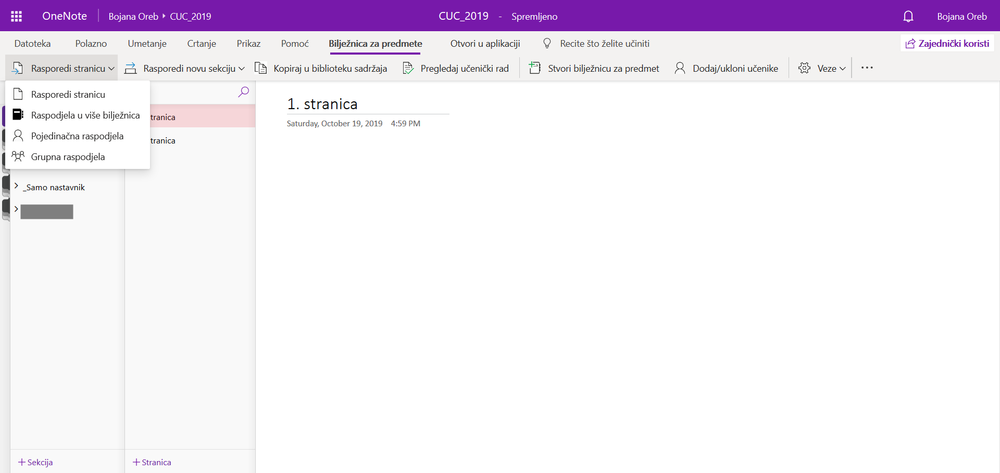 OneNote
Bojana Oreb CUC_2019
CUC_2019 - Spremljeno
Bojana Oreb
Datoteka Polazno Umetanje Crtanje Prikaz Pomoć Bilježnica za predmete Otvori u aplikaciji Recite što želite učiniti Zajednički koristi
Rasporedi stranicu Rasporedi novu sekciju Kopiraj u biblioteku sadržaja Pregledaj učenički rad Stvori bilježnicu za predmet Dodaj/ukloni učenike Veze ...
Rasporedi stranicu
Raspodjela u više bilježnica
Pojedinačna raspodjela
Grupna raspodjela
_Samo nastavnik
tranica
tranica
1. stranica
Saturday, October 19, 2019 4:59 PM
+ Sekcija
+ Stranica